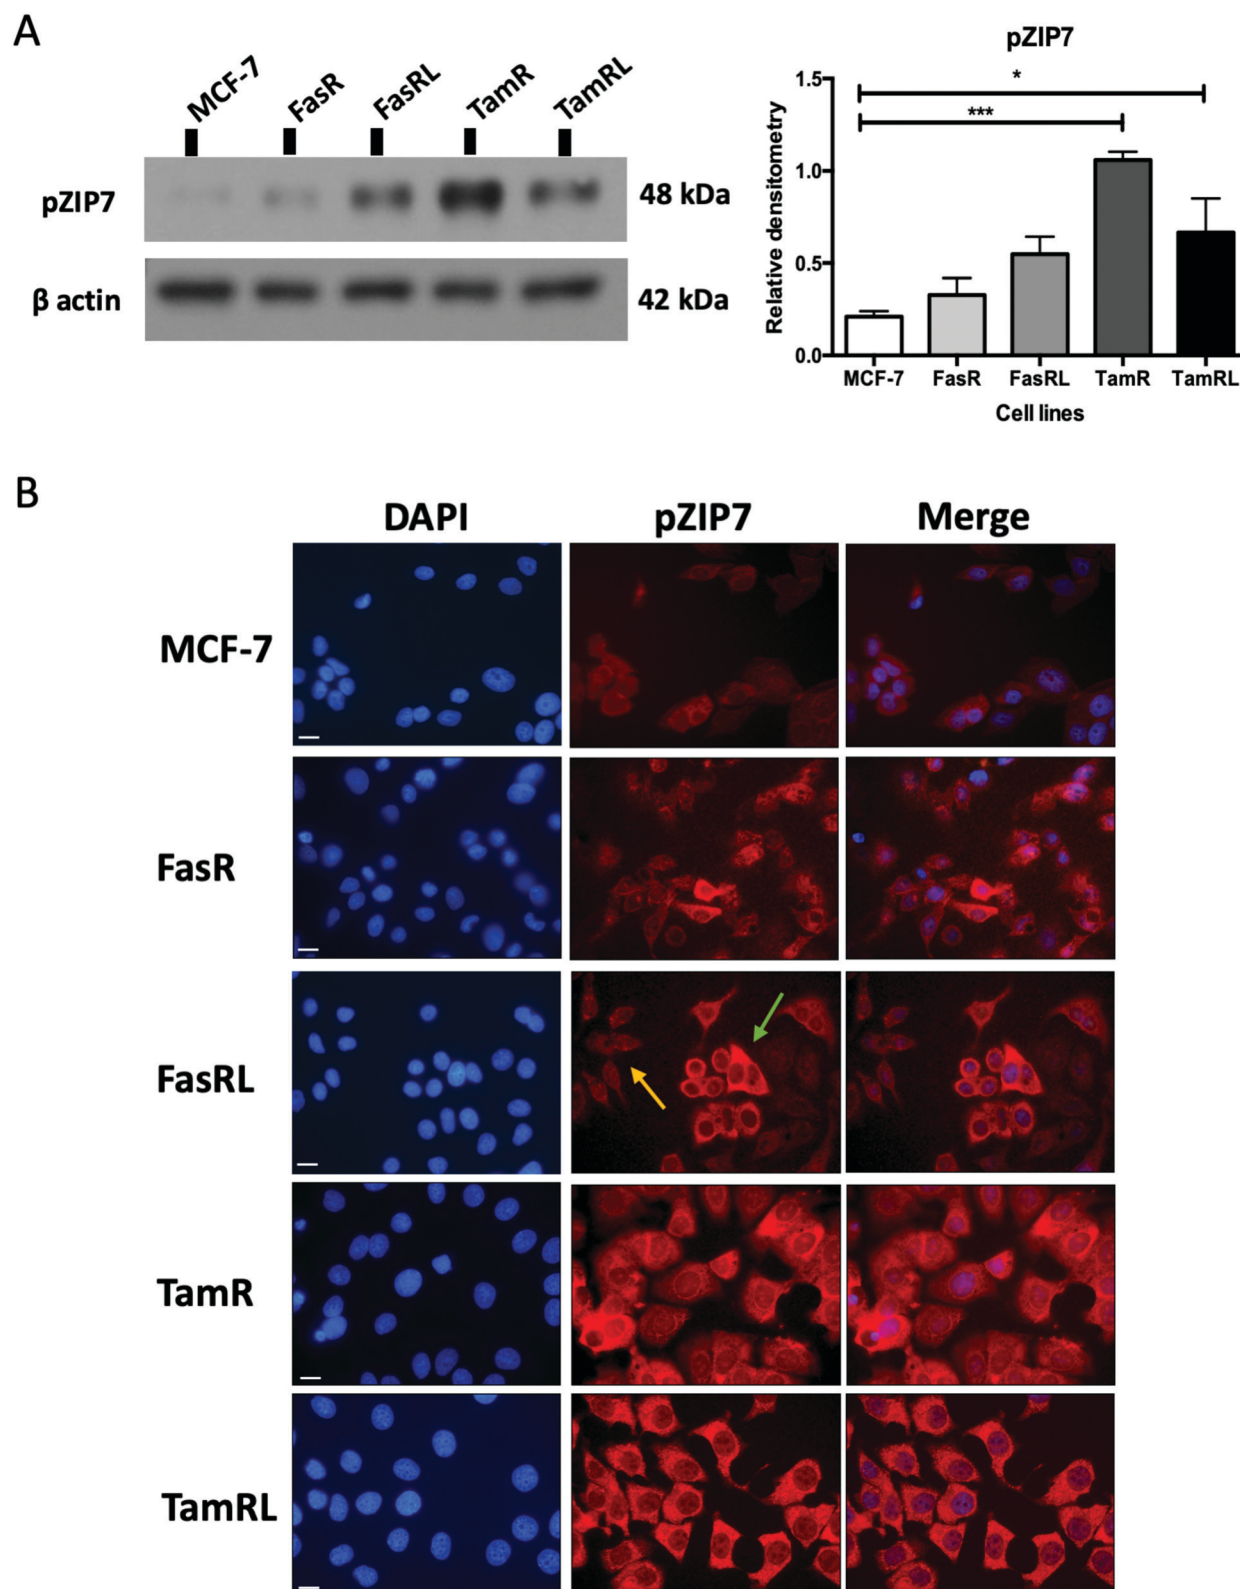 A
MCF-7
FasR
FasRL
TamR
TamRL
pZIP7
48 kDa
β actin
42 kDa
pZIP7
Relative densitometry
1.5
1.0
0.5
0.0
*
***
MCF-7 FasR FasRL TamR TamRL
Cell lines
B
DAPI pZIP7 Merge
MCF-7
FasR
FasRL
TamR
TamRL